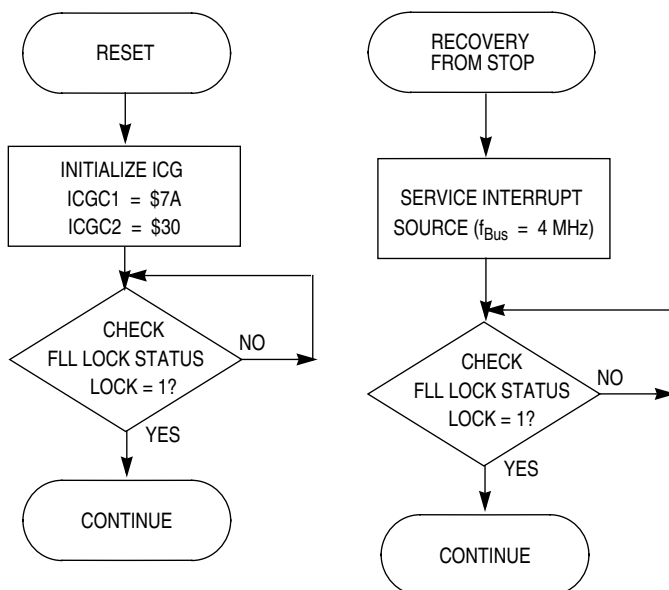 RESET
INITIALIZE ICG
ICGC1 = $7A
ICGC2 = $30
CHECK
FLL LOCK STATUS
LOCK = 1?
NO
YES
CONTINUE
RECOVERY
FROM STOP
SERVICE INTERRUPT
SOURCE (fBus = 4 MHz)
CHECK
FLL LOCK STATUS
LOCK = 1?
NO
YES
CONTINUE